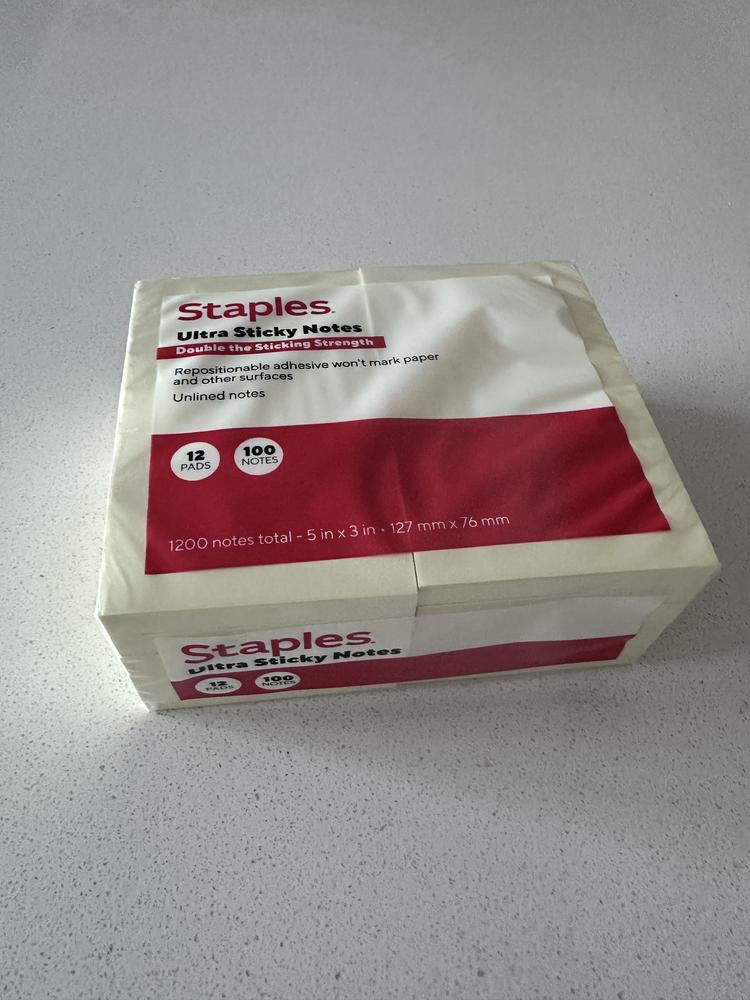 Staples.
Ultra Sticky Notes
Double the Sticking Strength
Repositionable adhesive won't mark paper
and other surfaces
Unlined notes
12
PADS
100
NOTES
1200 notes total - 5 in x 3 in • 127 mm x 76 mm
Staples.
Ultra Sticky Notes
12
PADS
100
NOTES